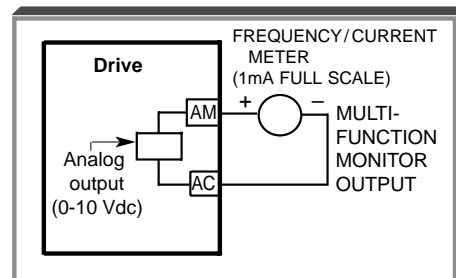 FREQUENCY/CURRENT
METER
(1mA FULL SCALE)
Drive
AM
+
–
MULTI-
FUNCTION
MONITOR
OUTPUT
Analog
output
(0-10 Vdc)
AC